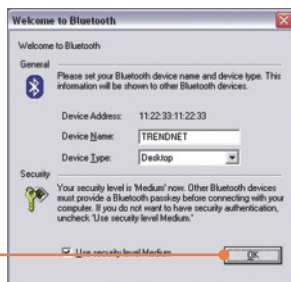 Welcome to Bluetooth
Welcome to Bluetooth
General
Please set your Bluetooth device name and device type. This
information will be shown to other Bluetooth devices.
Device Address: 11:22:33:11:22:33
Device Name: TRENDNET
Device Type: Desktop
Security
Your security level is 'Medium' now. Other Bluetooth devices
must provide a Bluetooth passkey before connecting with your
computer. If you do not want to have security authentication,
uncheck 'Use security level Medium.'
Use security level Medium
OK